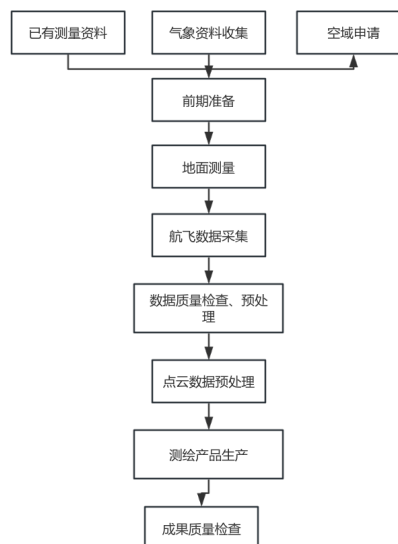 已有测量资料
气象资料收集
空域申请
前期准备
地面测量
航飞数据采集
数据质量检查、预处
理
点云数据预处理
测绘产品生产
成果质量检查